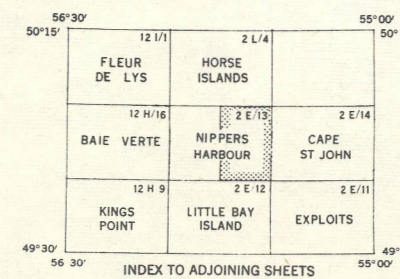 56°30′
55°00′
50°15′
50°
12 I/1
2 L/4
FLEUR
DE LYS
HORSE
ISLANDS
12 H/16
2 E/13
2 E/14
BAIE VERTE
NIPPERS
HARBOUR
CAPE
ST JOHN
12 H 9
2 E/12
2 E/11
KINGS
POINT
LITTLE BAY
ISLAND
EXPLOITS
49°30′
49°30
56 30′
55°00′
INDEX TO ADJOINING SHEETS